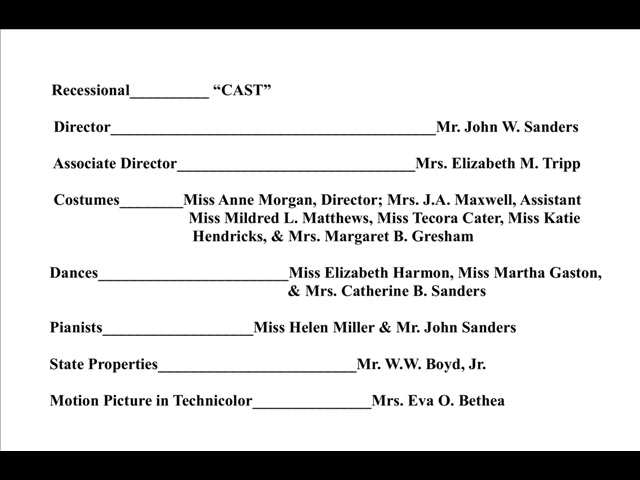 Recessional__________ “CAST”
Director_________________________________________Mr. John W. Sanders
Associate Director______________________________Mrs. Elizabeth M. Tripp
Costumes________Miss Anne Morgan, Director; Mrs. J.A. Maxwell, Assistant
Miss Mildred L. Matthews, Miss Tecora Cater, Miss Katie
Hendricks, & Mrs. Margaret B. Gresham
Dances________________________Miss Elizabeth Harmon, Miss Martha Gaston,
& Mrs. Catherine B. Sanders
Pianists___________________Miss Helen Miller & Mr. John Sanders
State Properties_________________________Mr. W.W. Boyd, Jr.
Motion Picture in Technicolor_______________Mrs. Eva O. Bethea